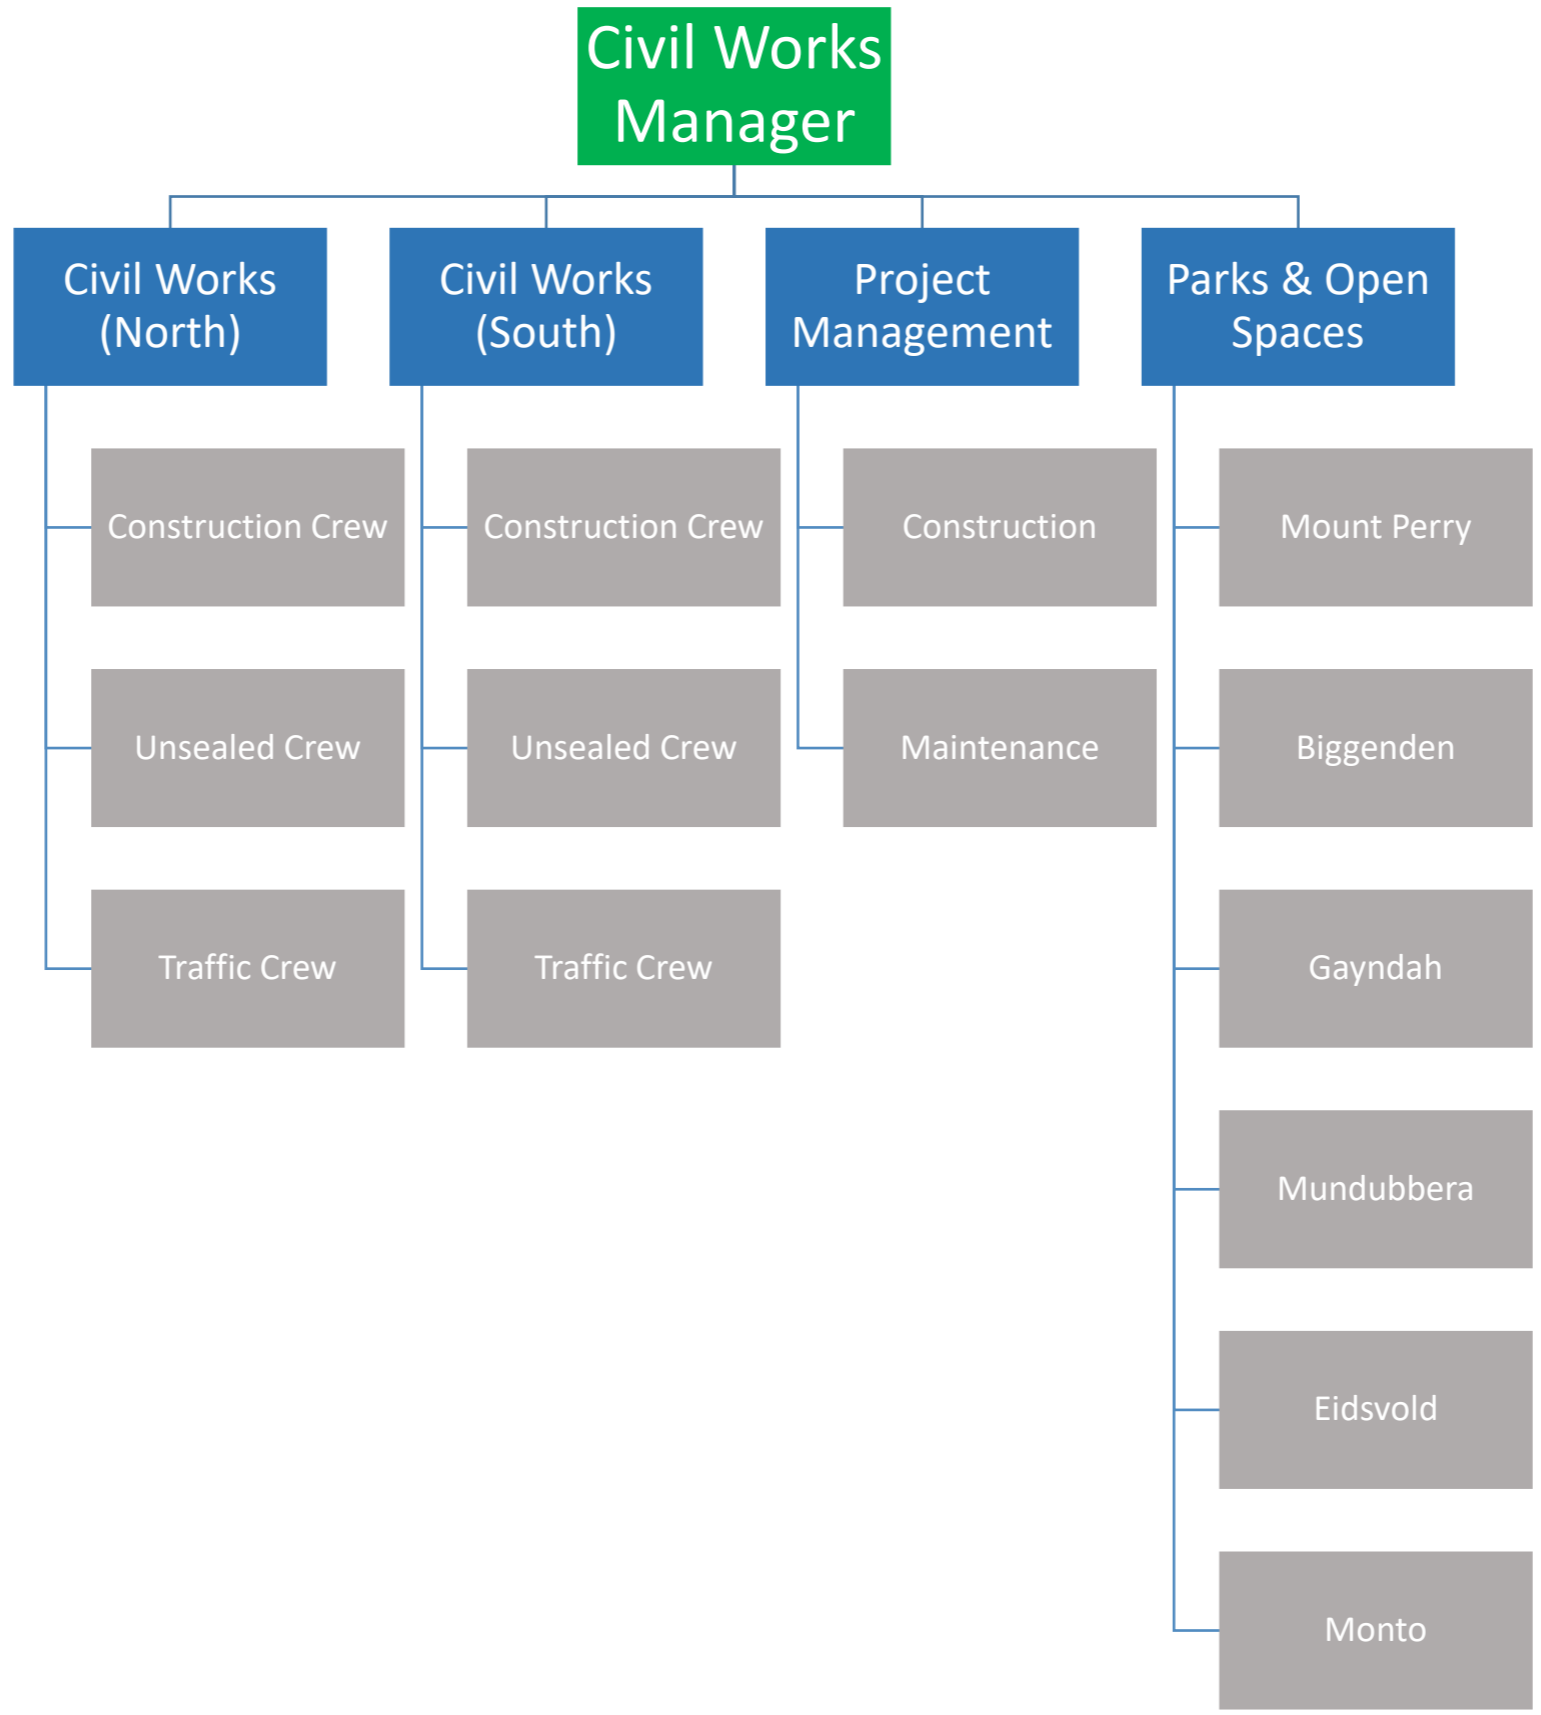 Civil Works
Manager
Civil Works
(North)
Civil Works
(South)
Project
Management
Parks & Open
Spaces
Construction Crew
Construction Crew
Construction
Mount Perry
Unsealed Crew
Unsealed Crew
Maintenance
Biggenden
Traffic Crew
Traffic Crew
Gayndah
Mundubbera
Eidsvold
Monto